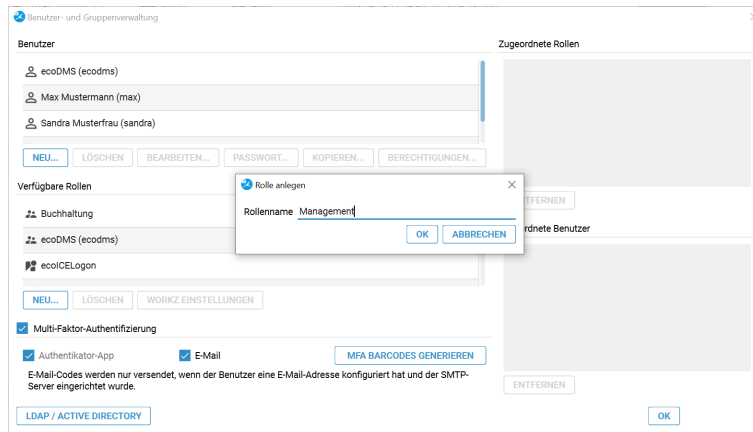 Benutzer- und Gruppenverwaltung
Benutzer
Zugeordnete Rollen
ecoDMS (ecodms)
Max Mustermann (max)
Sandra Musterfrau (sandra)
NEU... LÖSCHEN BEARBEITEN... PASSWORT... KOPIEREN... BERECHTIGUNGEN...
Verfügbare Rollen
Rolle anlegen
Rollenname Management
OK ABBRECHEN
Buchhaltung
ecoDMS (ecodms)
ecoICELogon
NEU... LÖSCHEN WORKZ EINSTELLUNGEN
Multi-Faktor-Authentifizierung
Authentikator-App E-Mail MFA BARCODES GENERIEREN
E-Mail-Codes werden nur versendet, wenn der Benutzer eine E-Mail-Adresse konfiguriert hat und der SMTP-
Server eingerichtet wurde.
LDAP / ACTIVE DIRECTORY
TFERNEN
rdnete Benutzer
ENTFERNEN
OK